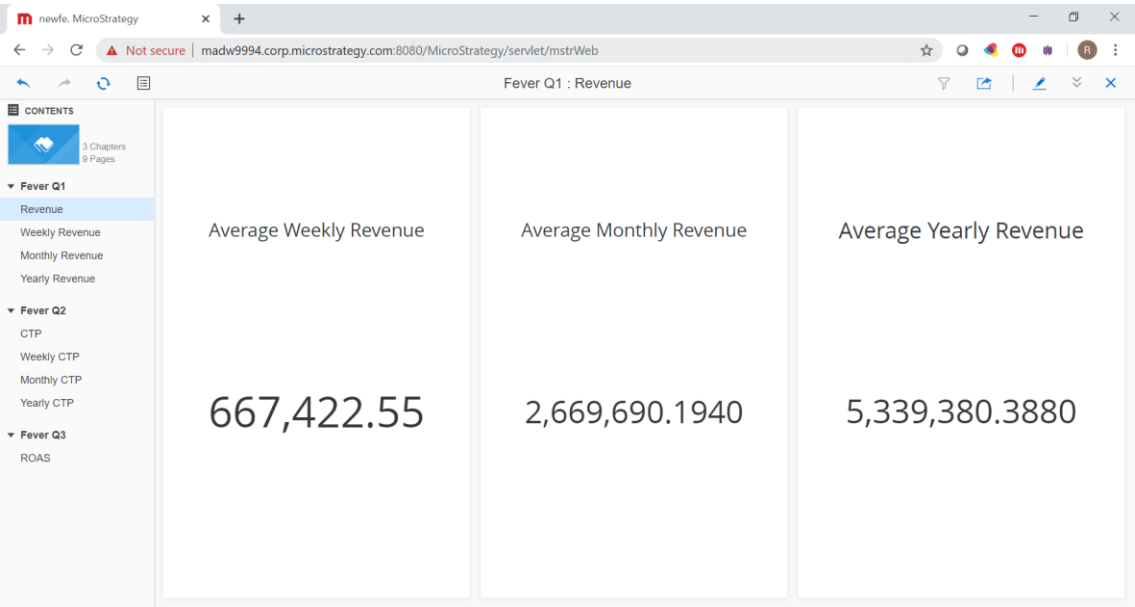 newfe. MicroStrategy
Not secure | madw9994.corp.microstrategy.com:8080/MicroStrategy/servlet/mstrWeb
R
Fever Q1 : Revenue
CONTENTS
3 Chapters
9 Pages
Fever Q1
Revenue
Weekly Revenue
Monthly Revenue
Yearly Revenue
Fever Q2
CTP
Weekly CTP
Monthly CTP
Yearly CTP
Fever Q3
ROAS
Average Weekly Revenue
667,422.55
Average Monthly Revenue
2,669,690.1940
Average Yearly Revenue
5,339,380.3880